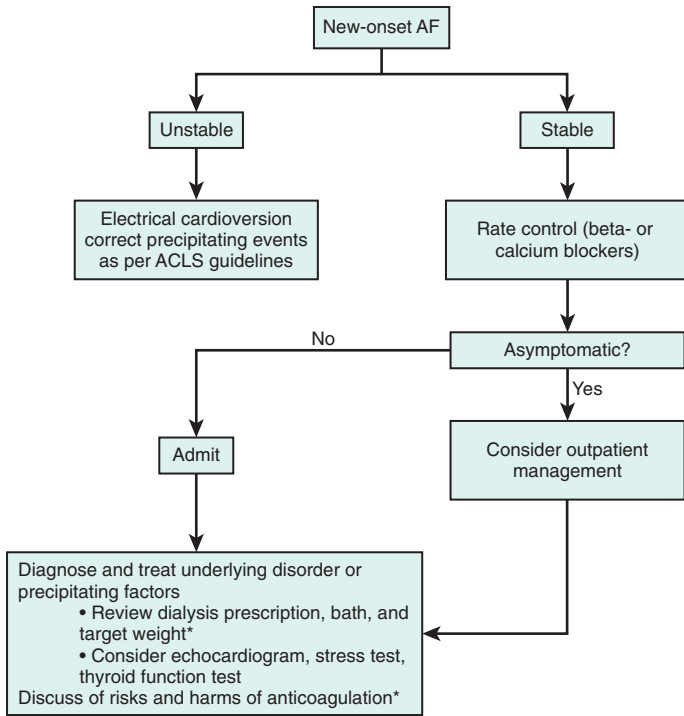 New-onset AF
Unstable
Stable
Electrical cardioversion
correct precipitating events
as per ACLS guidelines
Rate control (beta- or
calcium blockers)
No
Asymptomatic?
Yes
Admit
Consider outpatient
management
Diagnose and treat underlying disorder or
precipitating factors
• Review dialysis prescription, bath, and
target weight*
• Consider echocardiogram, stress test,
thyroid function test
Discuss of risks and harms of anticoagulation*